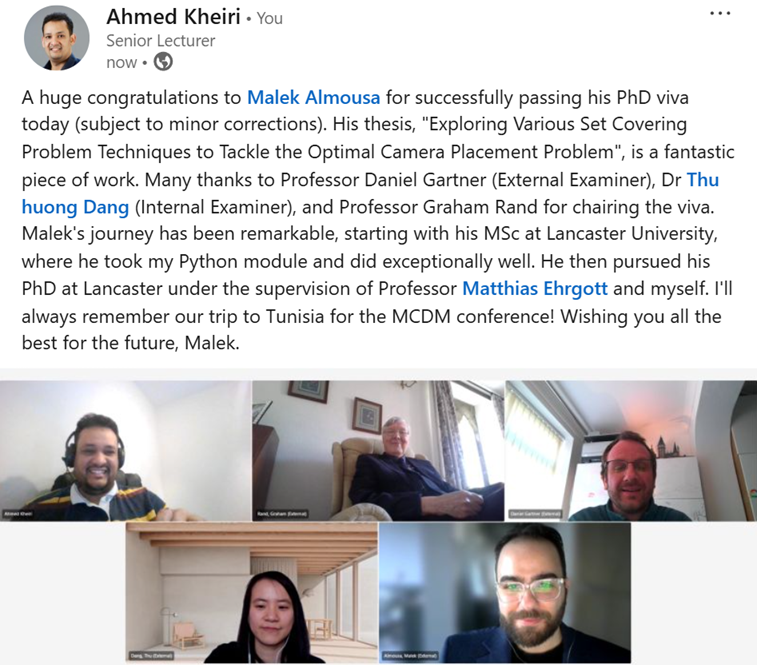 Ahmed Kheiri • You
Senior Lecturer
now •
A huge congratulations to Malek Almousa for successfully passing his PhD viva
today (subject to minor corrections). His thesis, "Exploring Various Set Covering
Problem Techniques to Tackle the Optimal Camera Placement Problem", is a fantastic
piece of work. Many thanks to Professor Daniel Gartner (External Examiner), Dr Thu
huong Dang (Internal Examiner), and Professor Graham Rand for chairing the viva.
Malek's journey has been remarkable, starting with his MSc at Lancaster University,
where he took my Python module and did exceptionally well. He then pursued his
PhD at Lancaster under the supervision of Professor Matthias Ehrgott and myself. I'll
always remember our trip to Tunisia for the MCDM conference! Wishing you all the
best for the future, Malek.
Ahmed Kheiri
Rand, Graham (External)
Daniel Gartner (External)
Dang, Thu (External)
Almousa, Malek (External)